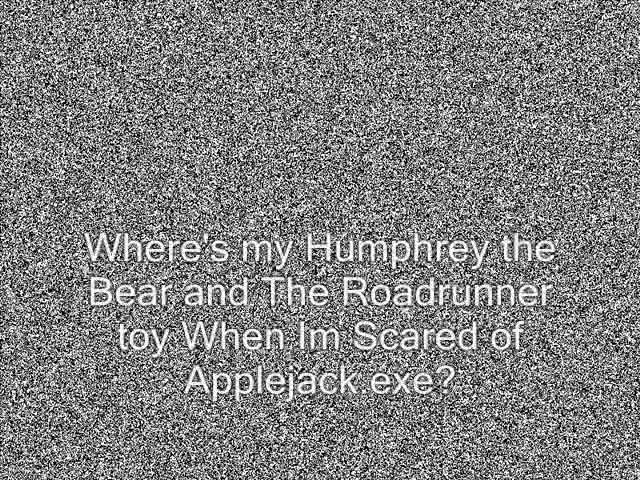 Where's my Humphrey the
Bear and The Roadrunner
toy When Im Scared of
Applejack.exe?